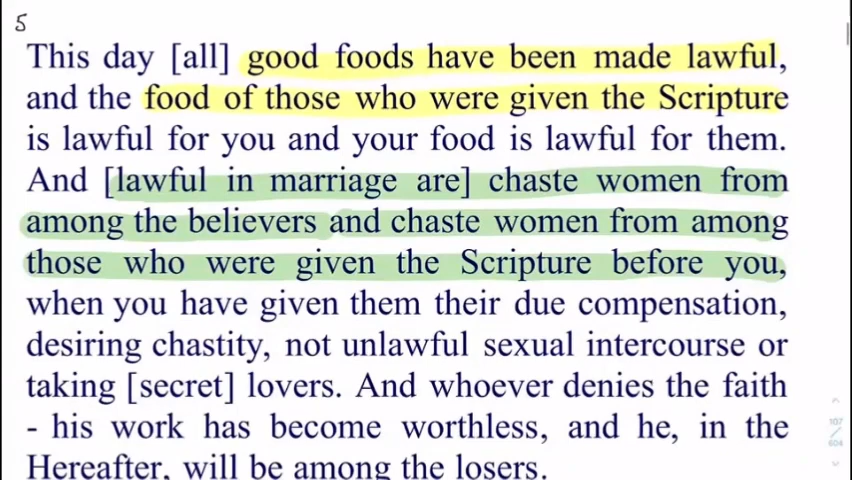 5
This day [all] good foods have been made lawful,
and the food of those who were given the Scripture
is lawful for you and your food is lawful for them.
And [lawful in marriage are] chaste women from
among the believers and chaste women from among
those who were given the Scripture before you,
when you have given them their due compensation,
desiring chastity, not unlawful sexual intercourse or
taking [secret] lovers. And whoever denies the faith
- his work has become worthless, and he, in the
Hereafter, will be among the losers.
107
604